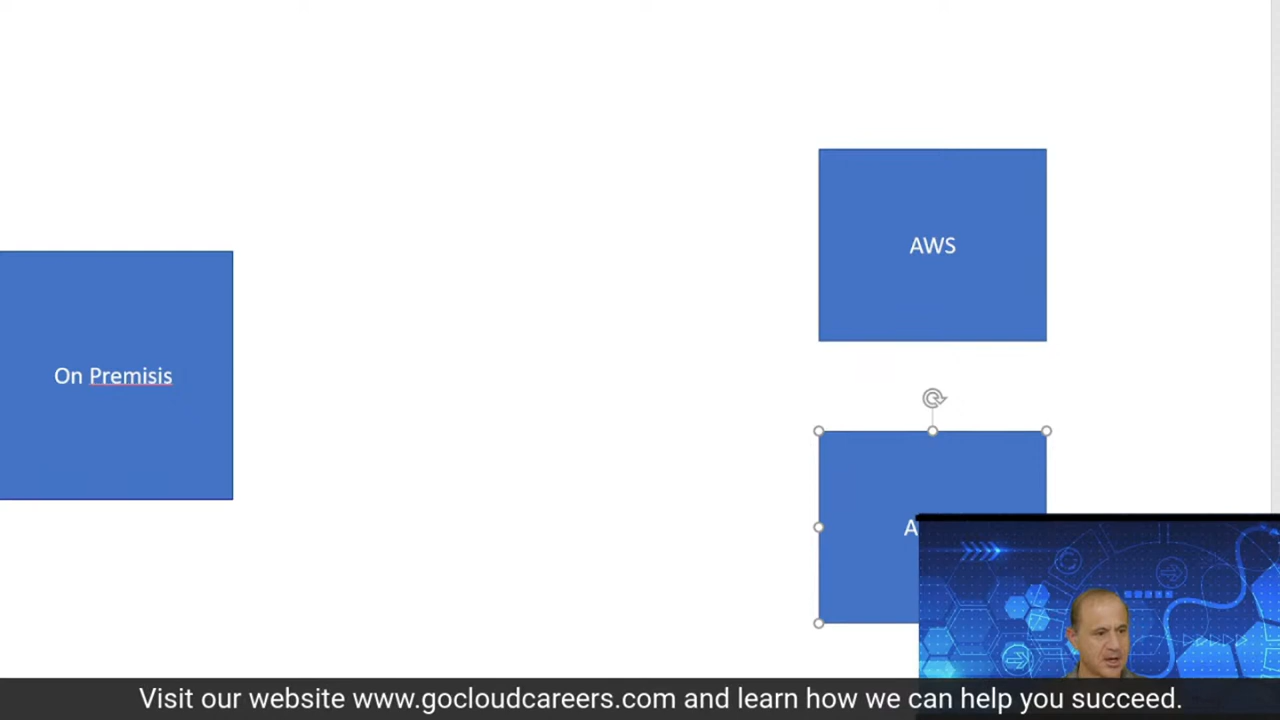 AWS
On Premisis
Visit our website www.gocloudcareers.com and learn how we can help you succeed.